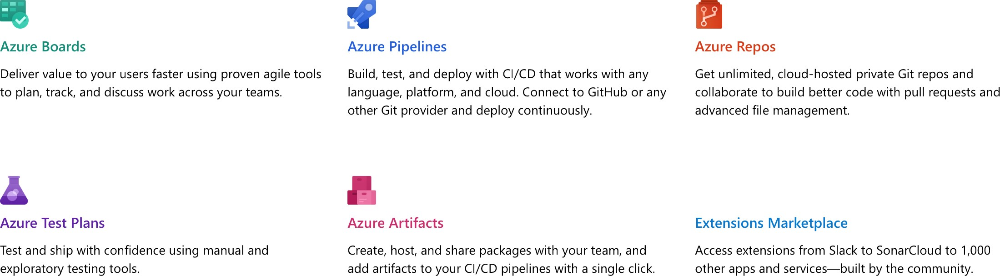 Azure Boards
Deliver value to your users faster using proven agile tools
to plan, track, and discuss work across your teams.
Azure Pipelines
Build, test, and deploy with CI/CD that works with any
language, platform, and cloud. Connect to GitHub or any
other Git provider and deploy continuously.
Azure Repos
Get unlimited, cloud-hosted private Git repos and
collaborate to build better code with pull requests and
advanced file management.
Azure Test Plans
Test and ship with confidence using manual and
exploratory testing tools.
Azure Artifacts
Create, host, and share packages with your team, and
add artifacts to your CI/CD pipelines with a single click.
Extensions Marketplace
Access extensions from Slack to SonarCloud to 1,000
other apps and services—built by the community.